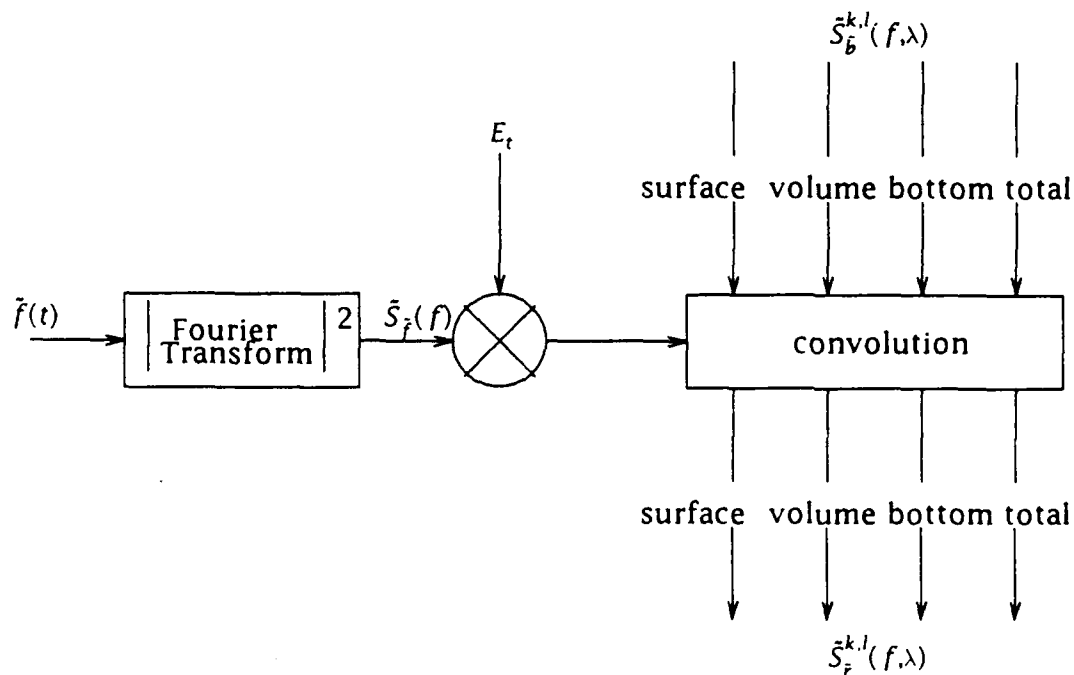 S̃_b̃^{k,l}(f,λ)
E_t
surface volume bottom total
f̃(t)
| Fourier Transform | 2
S̃_f̃(f)
convolution
surface volume bottom total
S̃_r̃^{k,l}(f,λ)